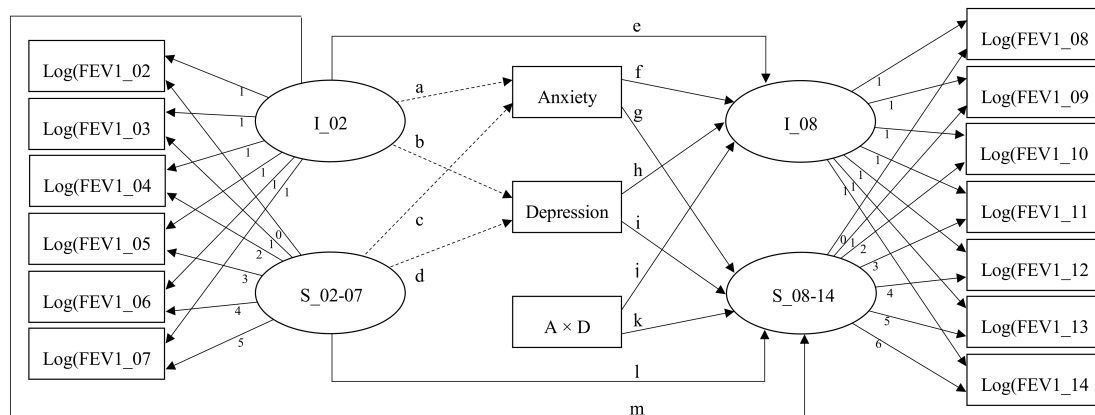 Log(FEV1_02
Log(FEV1_03
Log(FEV1_04
Log(FEV1_05
Log(FEV1_06
Log(FEV1_07
1
1
1
1
1
1
0
1
2
3
4
5
I_02
S_02-07
a
b
c
d
e
Anxiety
Depression
A × D
f
g
h
i
j
k
l
m
I_08
S_08-14
1
1
1
1
1
1
1
0
1
2
3
4
5
6
Log(FEV1_08
Log(FEV1_09
Log(FEV1_10
Log(FEV1_11
Log(FEV1_12
Log(FEV1_13
Log(FEV1_14